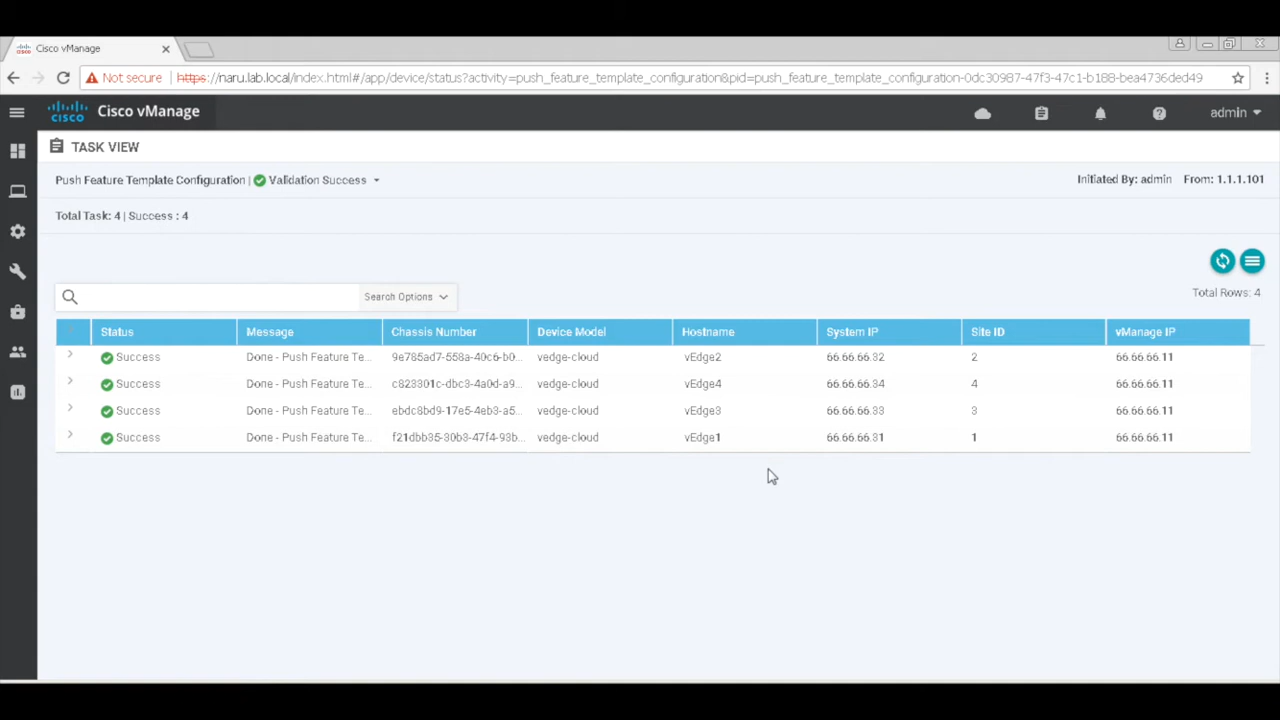 Cisco vManage
Not secure https://naru.lab.local/index.html#/app/device/status?activity=push_feature_template_configuration&pid=push_feature_template_configuration-0dc30987-47f3-47c1-b188-bea4736ded49
CISCO Cisco vManage admin
TASK VIEW
Push Feature Template Configuration | Validation Success Initiated By: admin From: 1.1.1.101
Total Task: 4 | Success : 4
Search Options Total Rows: 4
Status Message Chassis Number Device Model Hostname System IP Site ID vManage IP
Success Done - Push Feature Te... 9e785ad7-558a-40c6-b0... vedge-cloud vEdge2 66.66.66.32 2 66.66.66.11
Success Done - Push Feature Te... c823301c-dbc3-4a0d-a9... vedge-cloud vEdge4 66.66.66.34 4 66.66.66.11
Success Done - Push Feature Te... ebdc8bd9-17e5-4eb3-a5... vedge-cloud vEdge3 66.66.66.33 3 66.66.66.11
Success Done - Push Feature Te... f21dbb35-30b3-47f4-93b... vedge-cloud vEdge1 66.66.66.31 1 66.66.66.11